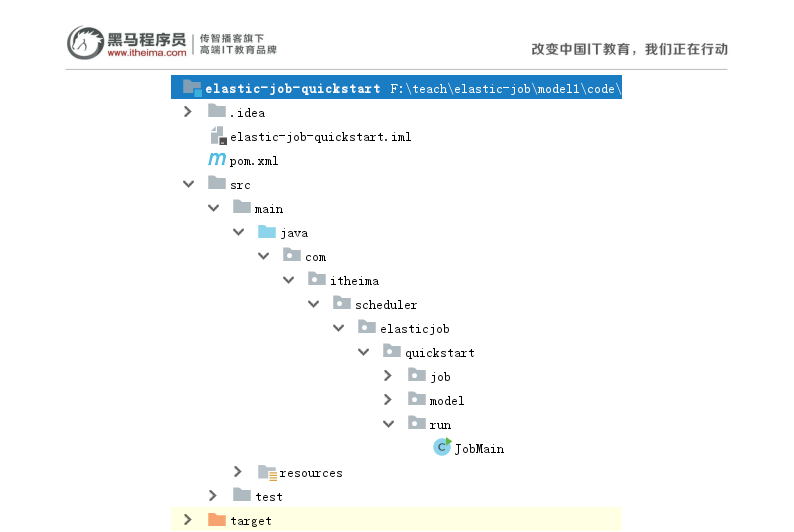 黑马程序员
www.itheima.com
传智播客旗下
高端IT教育品牌
改变中国IT教育，我们正在行动
elastic-job-quickstart F:\teach\elastic-job\model1\code\
.idea
elastic-job-quickstart.iml
m pom.xml
src
main
java
com
itheima
scheduler
elasticjob
quickstart
job
model
run
C JobMain
resources
test
target